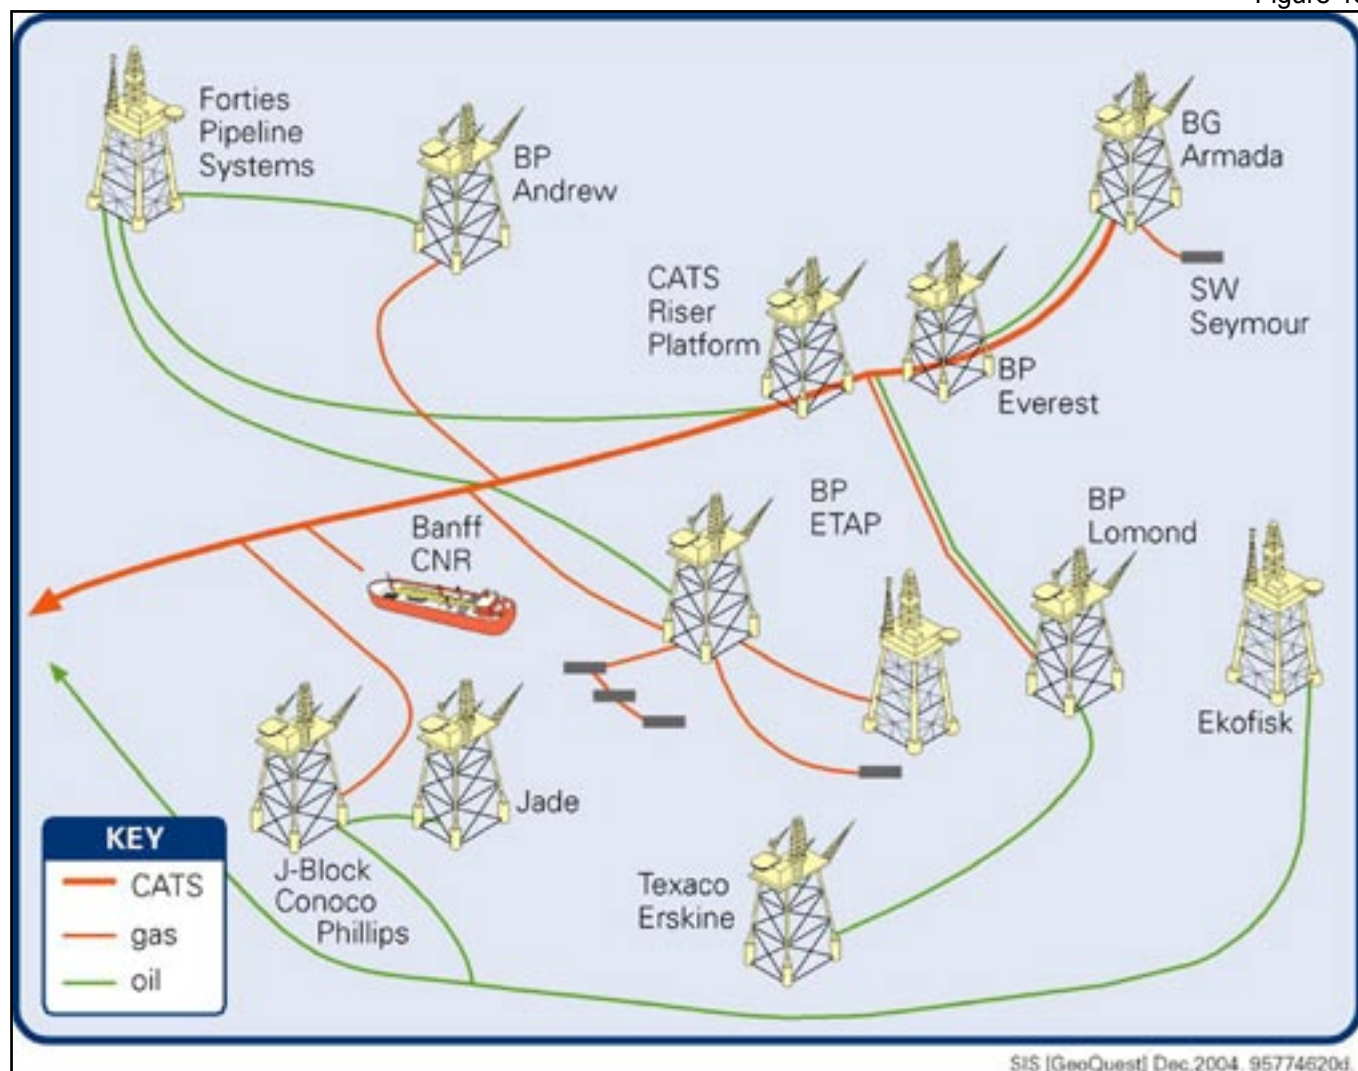 Forties
Pipeline
Systems
BP
Andrew
BG
Armada
CATS
Riser
Platform
SW
Seymour
BP
Everest
BP
ETAP
BP
Lomond
Banff
CNR
Ekofisk
Jade
KEY
CATS
gas
oil
J-Block
Conoco
Phillips
Texaco
Erskine
SIS [GeoQuest] Dec.2004. 95774620d.